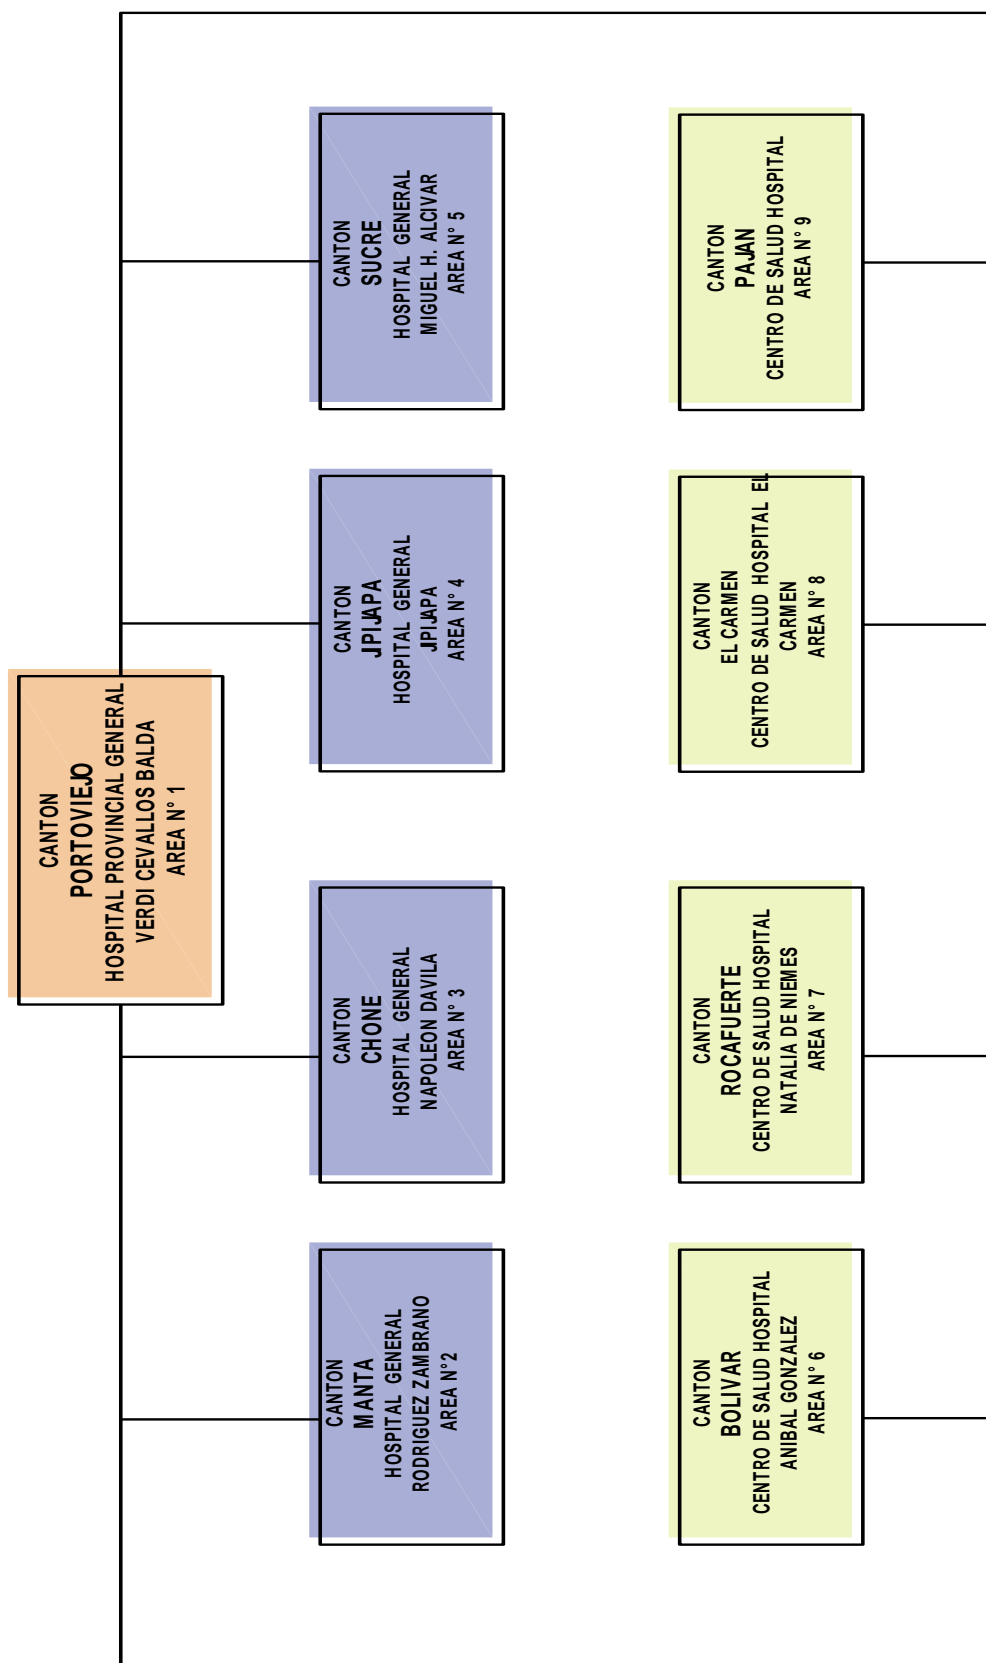 CANTON
PORTOVIEJO
HOSPITAL PROVINCIAL GENERAL
VERDI CEVALLOS BALDA
AREA N° 1
CANTON
MANTA
HOSPITAL GENERAL
RODRIGUEZ ZAMBRANO
AREA N°2
CANTON
CHONE
HOSPITAL GENERAL
NAPOLEON DAVILA
AREA N° 3
CANTON
JPIJAPA
HOSPITAL GENERAL
JPIJAPA
AREA N° 4
CANTON
SUCRE
HOSPITAL GENERAL
MIGUEL H. ALCIVAR
AREA N° 5
CANTON
BOLIVAR
CENTRO DE SALUD HOSPITAL
ANIBAL GONZALEZ
AREA N° 6
CANTON
ROCAFUERTE
CENTRO DE SALUD HOSPITAL
NATALIA DE NIEMES
AREA N° 7
CANTON
EL CARMEN
CENTRO DE SALUD HOSPITAL EL
CARMEN
AREA N° 8
CANTON
PAJAN
CENTRO DE SALUD HOSPITAL
AREA N° 9